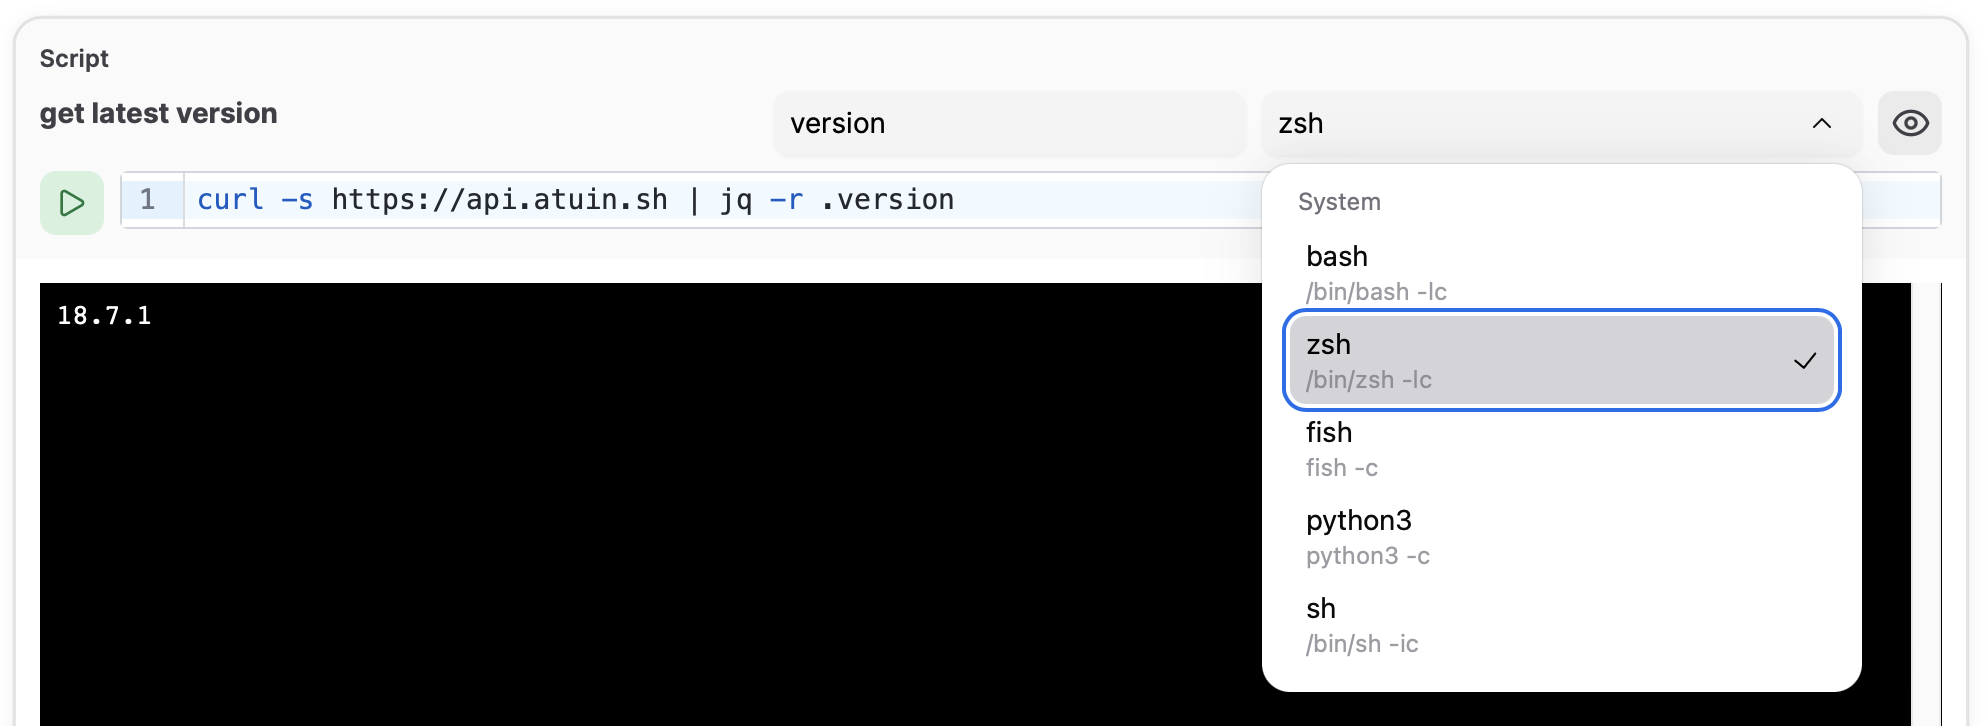 Script
get latest version
version
zsh
1 curl -s https://api.atuin.sh | jq -r .version
18.7.1
System
bash
/bin/bash -lc
zsh
/bin/zsh -lc
fish
fish -c
python3
python3 -c
sh
/bin/sh -ic